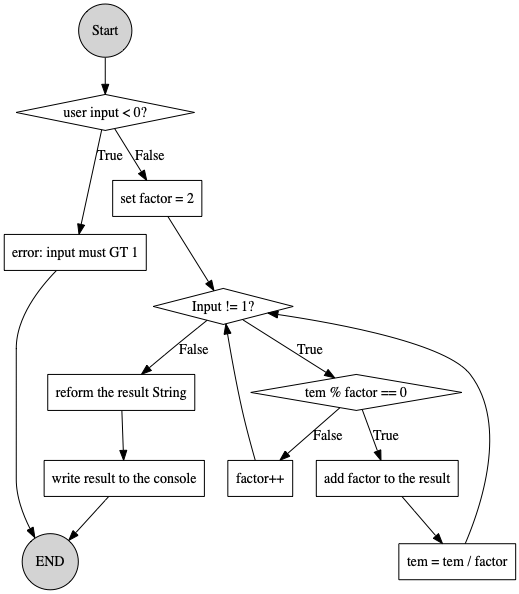 Start
user input < 0?
True
False
set factor = 2
error: input must GT 1
Input != 1?
False
True
reform the result String
tem % factor == 0
False
True
write result to the console
factor++
add factor to the result
END
tem = tem / factor